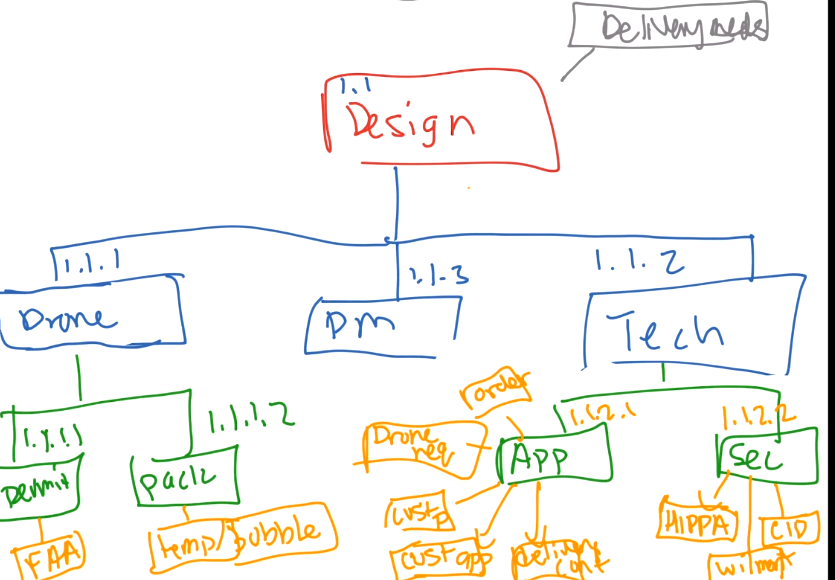 Delivery needs
1.1
Design
1.1.1
1.1.3
1.1.2
Drone
PM
Tech
1.1.1.1
1.1.1.2
1.1.2.1
1.1.2.2
order
Drone
req
Permit
Pack
App
Sec
cust p
HIPPA
CID
FAA
temp/bubble
cust app
Delivery
cont